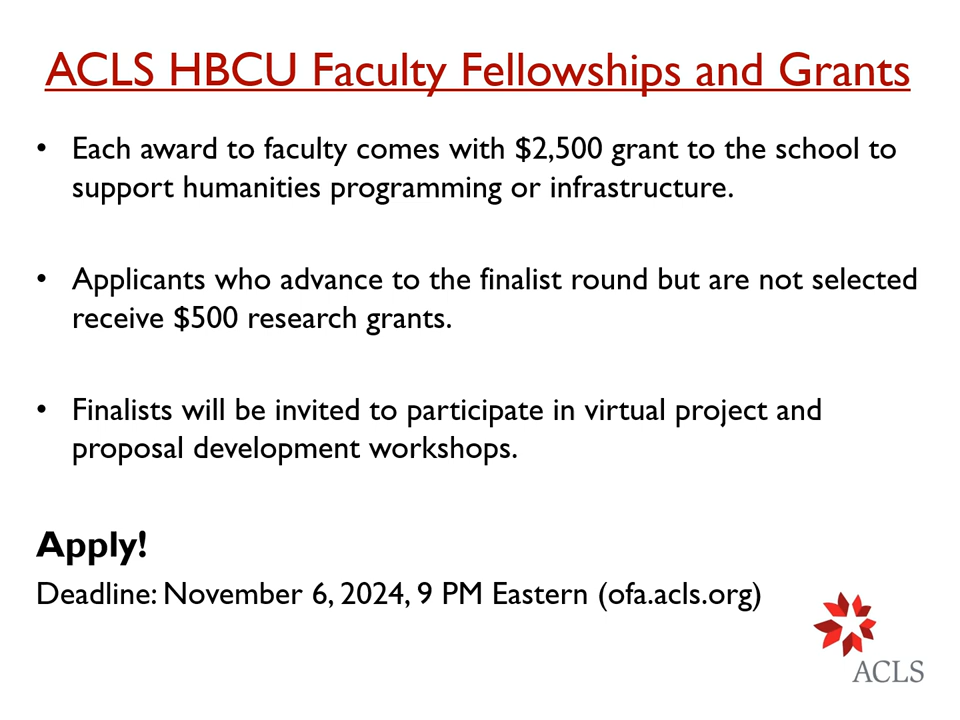 ACLS HBCU Faculty Fellowships and Grants
• Each award to faculty comes with $2,500 grant to the school to
support humanities programming or infrastructure.
• Applicants who advance to the finalist round but are not selected
receive $500 research grants.
• Finalists will be invited to participate in virtual project and
proposal development workshops.
Apply!
Deadline: November 6, 2024, 9 PM Eastern (ofa.acls.org)
ACLS